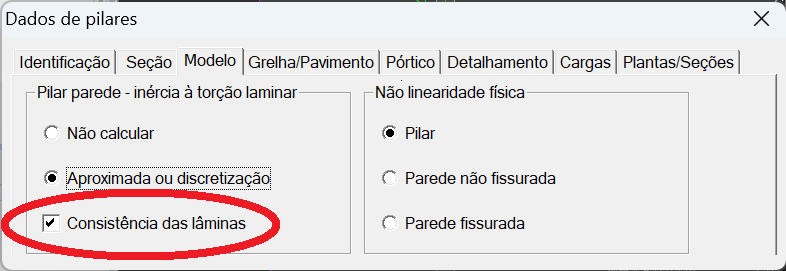 Dados de pilares
Identificação Seção Modelo Grelha/Pavimento Pórtico Detalhamento Cargas Plantas/Seções
Pilar parede - inércia à torção laminar
Não calcular
Aproximada ou discretização
Consistência das lâminas
Não linearidade física
Pilar
Parede não fissurada
Parede fissurada